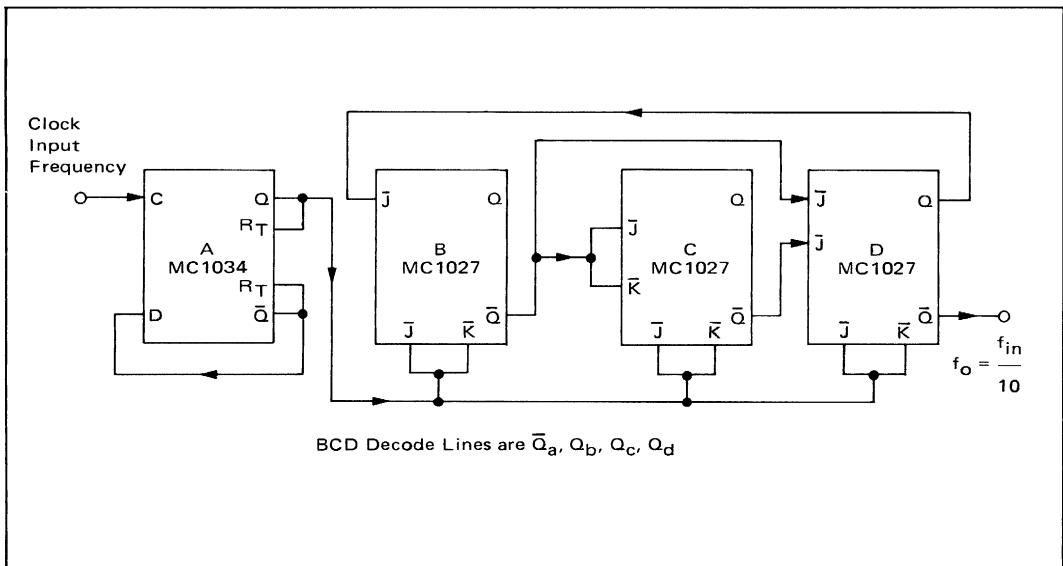 Clock
Input
Frequency
C
Q
R_T
A
MC1034
R_T
D
Q̅
J̅
Q
B
MC1027
J̅
K̅
Q̅
J̅
K̅
Q
C
MC1027
J̅
K̅
Q̅
J̅
J̅
Q
D
MC1027
J̅
K̅
Q̅
f_o = f_in/10
BCD Decode Lines are Q̅_a, Q_b, Q_c, Q_d